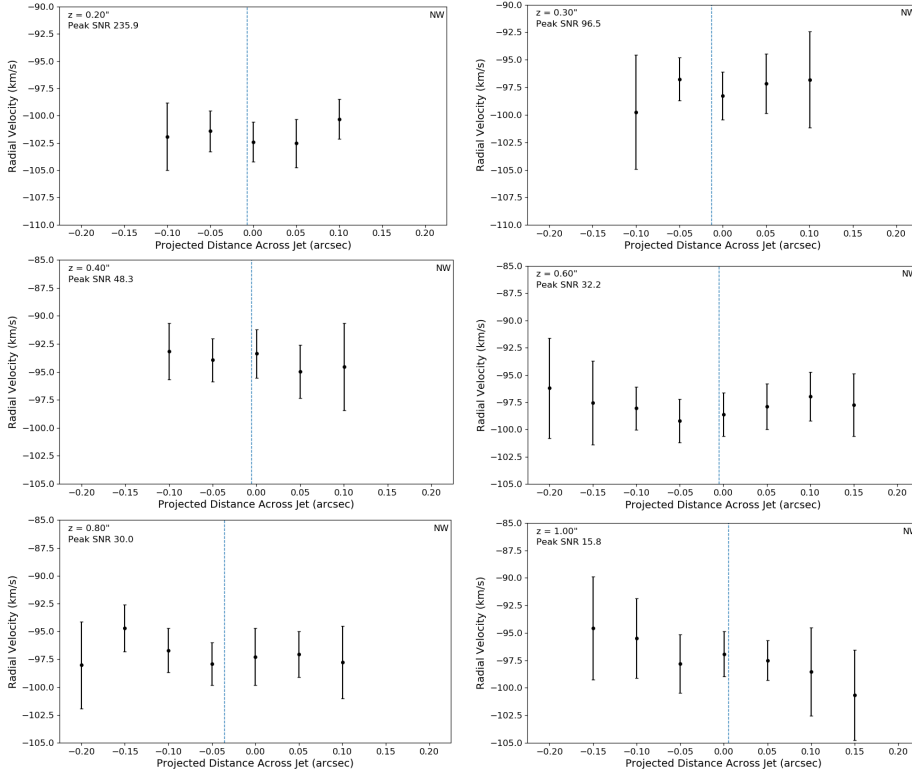 z = 0.20"
Peak SNR 235.9
NW
−90.0
−92.5
−95.0
−97.5
−100.0
−102.5
−105.0
−107.5
−110.0
Radial Velocity (km/s)
−0.20 −0.15 −0.10 −0.05 0.00 0.05 0.10 0.15 0.20
Projected Distance Across Jet (arcsec)
z = 0.30"
Peak SNR 96.5
NW
−90.0
−92.5
−95.0
−97.5
−100.0
−102.5
−105.0
−107.5
−110.0
Radial Velocity (km/s)
−0.20 −0.15 −0.10 −0.05 0.00 0.05 0.10 0.15 0.20
Projected Distance Across Jet (arcsec)
z = 0.40"
Peak SNR 48.3
NW
−85.0
−87.5
−90.0
−92.5
−95.0
−97.5
−100.0
−102.5
−105.0
Radial Velocity (km/s)
−0.20 −0.15 −0.10 −0.05 0.00 0.05 0.10 0.15 0.20
Projected Distance Across Jet (arcsec)
z = 0.60"
Peak SNR 32.2
NW
−85.0
−87.5
−90.0
−92.5
−95.0
−97.5
−100.0
−102.5
−105.0
Radial Velocity (km/s)
−0.20 −0.15 −0.10 −0.05 0.00 0.05 0.10 0.15 0.20
Projected Distance Across Jet (arcsec)
z = 0.80"
Peak SNR 30.0
NW
−85.0
−87.5
−90.0
−92.5
−95.0
−97.5
−100.0
−102.5
−105.0
Radial Velocity (km/s)
−0.20 −0.15 −0.10 −0.05 0.00 0.05 0.10 0.15 0.20
Projected Distance Across Jet (arcsec)
z = 1.00"
Peak SNR 15.8
NW
−85.0
−87.5
−90.0
−92.5
−95.0
−97.5
−100.0
−102.5
−105.0
Radial Velocity (km/s)
−0.20 −0.15 −0.10 −0.05 0.00 0.05 0.10 0.15 0.20
Projected Distance Across Jet (arcsec)